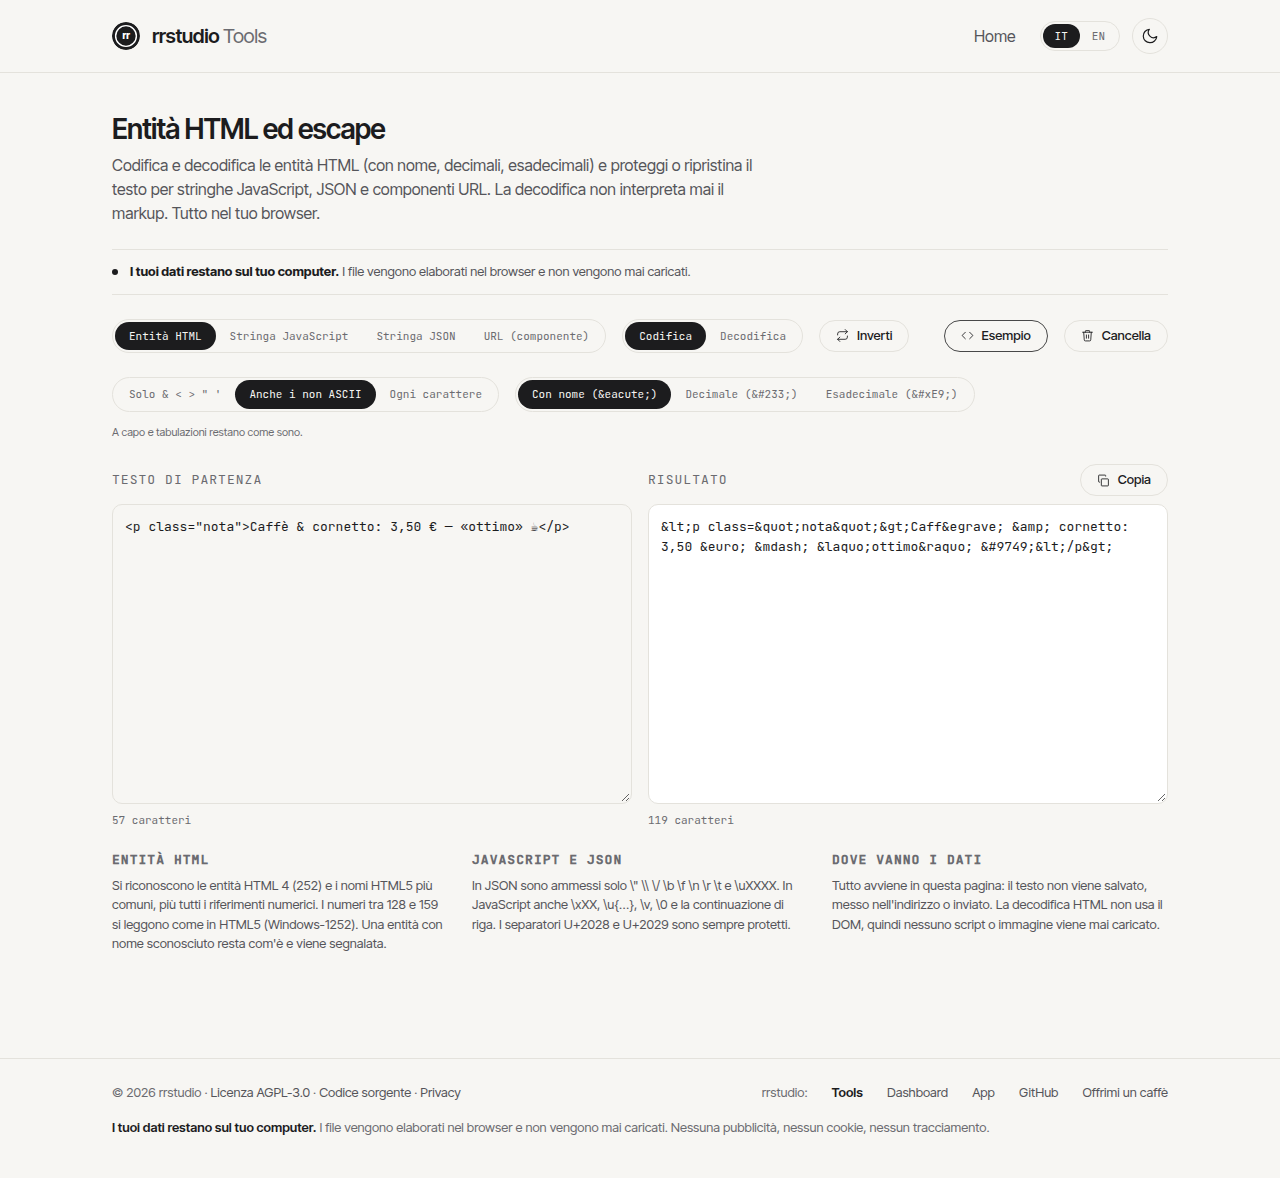 rr rrstudio Tools
Home
IT EN
Entità HTML ed escape
Codifica e decodifica le entità HTML (con nome, decimali, esadecimali) e proteggi o ripristina il
testo per stringhe JavaScript, JSON e componenti URL. La decodifica non interpreta mai il
markup. Tutto nel tuo browser.
I tuoi dati restano sul tuo computer. I file vengono elaborati nel browser e non vengono mai caricati.
Entità HTML Stringa JavaScript Stringa JSON URL (componente) Codifica Decodifica Inverti Esempio Cancella
Solo & < > " ' Anche i non ASCII Ogni carattere Con nome (&eacute;) Decimale (&#233;) Esadecimale (&#xE9;)
A capo e tabulazioni restano come sono.
TESTO DI PARTENZA
<p class="nota">Caffè & cornetto: 3,50 € — «ottimo» ☕</p>
57 caratteri
RISULTATO
Copia
&lt;p class=&quot;nota&quot;&gt;Caff&egrave; &amp; cornetto:
3,50 &euro; &mdash; &laquo;ottimo&raquo; &#9749;&lt;/p&gt;
119 caratteri
ENTITÀ HTML
Si riconoscono le entità HTML 4 (252) e i nomi HTML5 più
comuni, più tutti i riferimenti numerici. I numeri tra 128 e 159
si leggono come in HTML5 (Windows-1252). Una entità con
nome sconosciuto resta com'è e viene segnalata.
JAVASCRIPT E JSON
In JSON sono ammessi solo \" \\ \/ \b \f \n \r \t e \uXXXX. In
JavaScript anche \xXX, \u{…}, \v, \0 e la continuazione di
riga. I separatori U+2028 e U+2029 sono sempre protetti.
DOVE VANNO I DATI
Tutto avviene in questa pagina: il testo non viene salvato,
messo nell'indirizzo o inviato. La decodifica HTML non usa il
DOM, quindi nessuno script o immagine viene mai caricato.
© 2026 rrstudio · Licenza AGPL-3.0 · Codice sorgente · Privacy
rrstudio: Tools Dashboard App GitHub Offrimi un caffè
I tuoi dati restano sul tuo computer. I file vengono elaborati nel browser e non vengono mai caricati. Nessuna pubblicità, nessun cookie, nessun tracciamento.